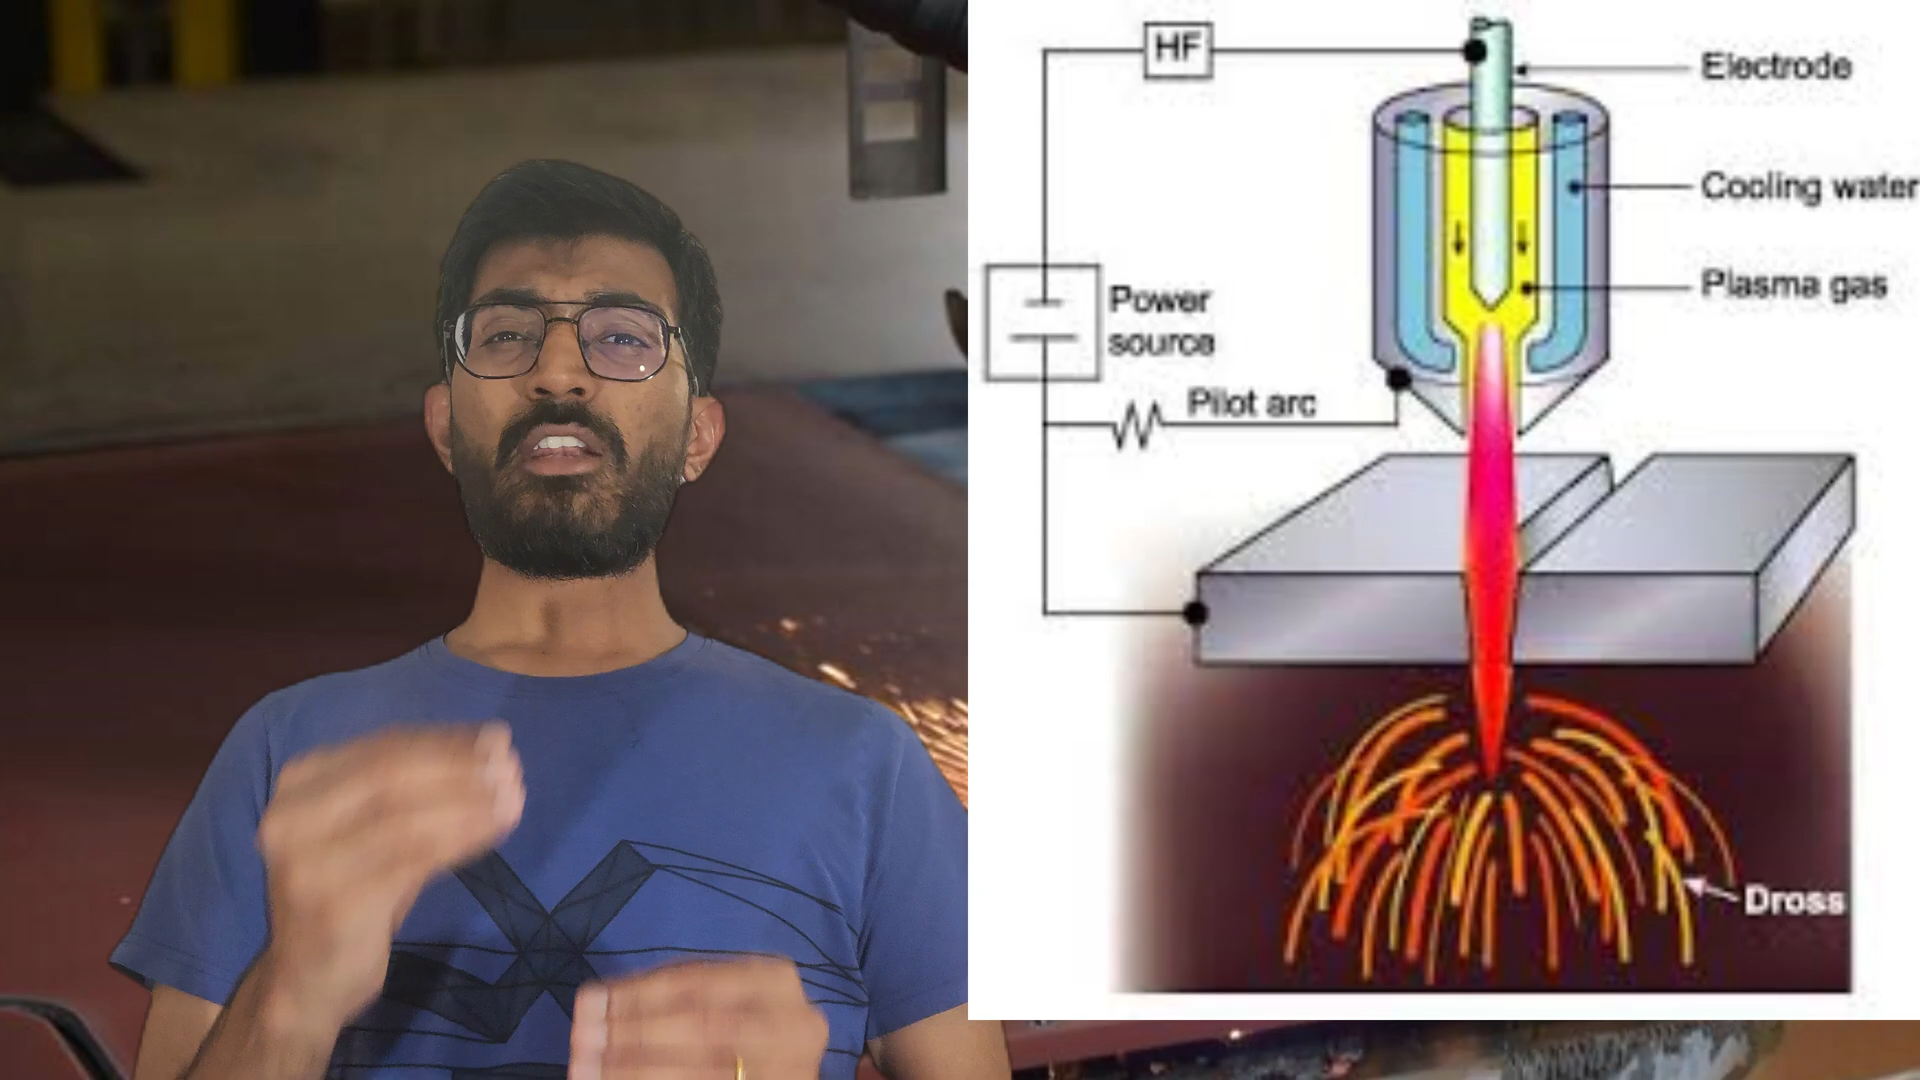 HF
Electrode
Cooling water
Plasma gas
Power
source
Pilot arc
Dross